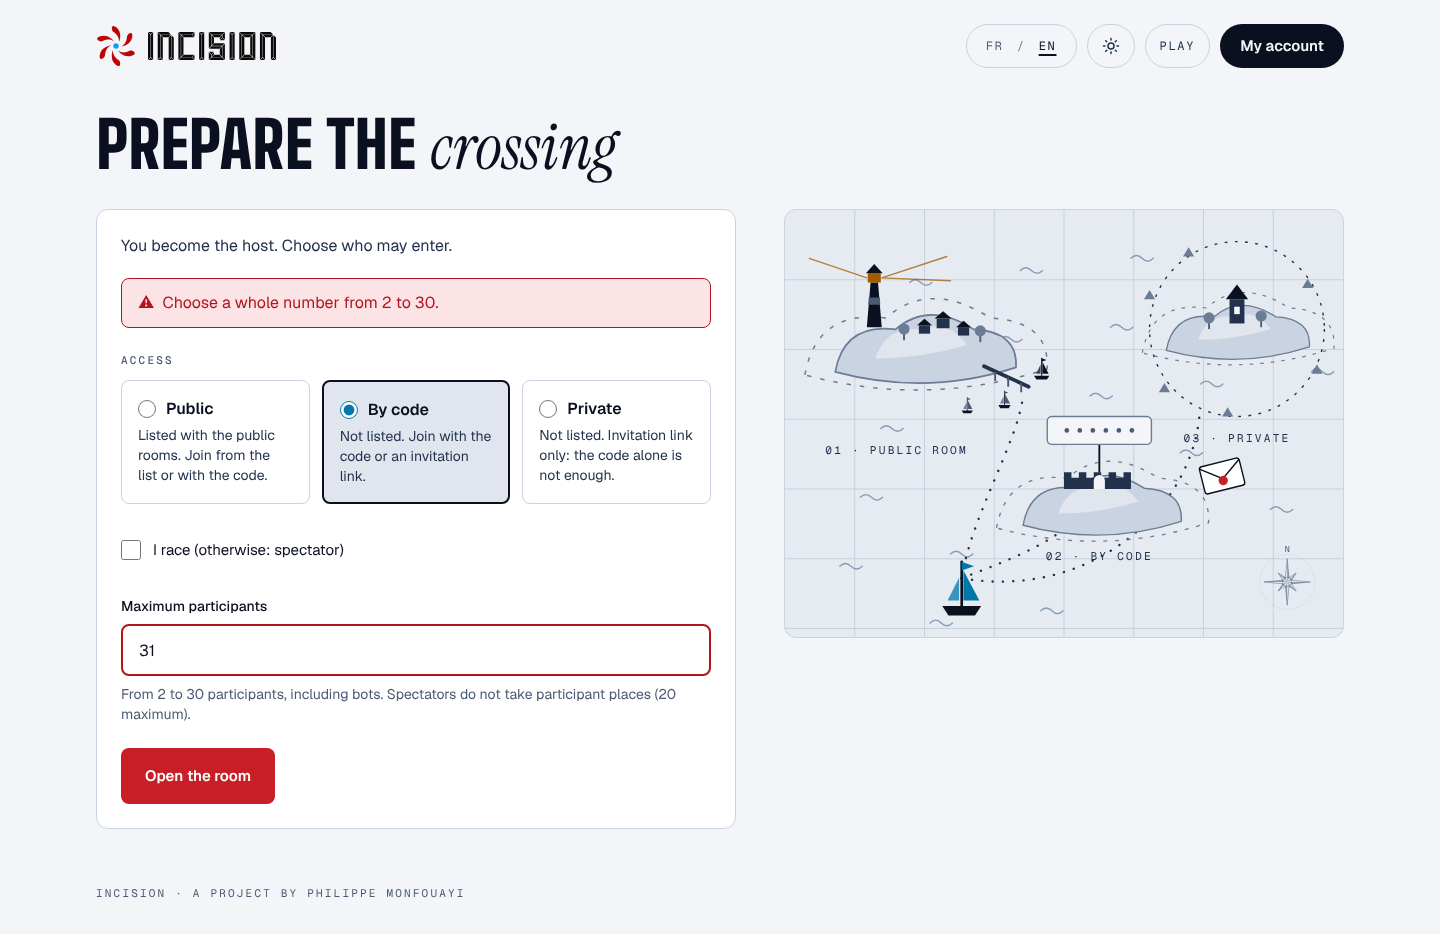 INCISION
FR / EN
PLAY
My account
PREPARE THE crossing
You become the host. Choose who may enter.
Choose a whole number from 2 to 30.
ACCESS
Public
Listed with the public
rooms. Join from the
list or with the code.
By code
Not listed. Join with the
code or an invitation
link.
Private
Not listed. Invitation link
only: the code alone is
not enough.
I race (otherwise: spectator)
Maximum participants
31
From 2 to 30 participants, including bots. Spectators do not take participant places (20
maximum).
Open the room
01 · PUBLIC ROOM
03 · PRIVATE
02 · BY CODE
N
INCISION · A PROJECT BY PHILIPPE MONFOUAYI